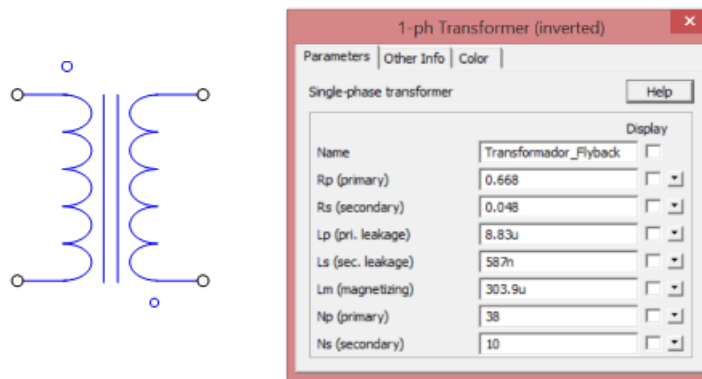 1-ph Transformer (inverted)
Parameters Other Info Color
Single-phase transformer Help
Display
Name Transformador_Flyback
Rp (primary) 0.668
Rs (secondary) 0.048
Lp (pri. leakage) 8.83u
Ls (sec. leakage) 587n
Lm (magnetizing) 303.9u
Np (primary) 38
Ns (secondary) 10